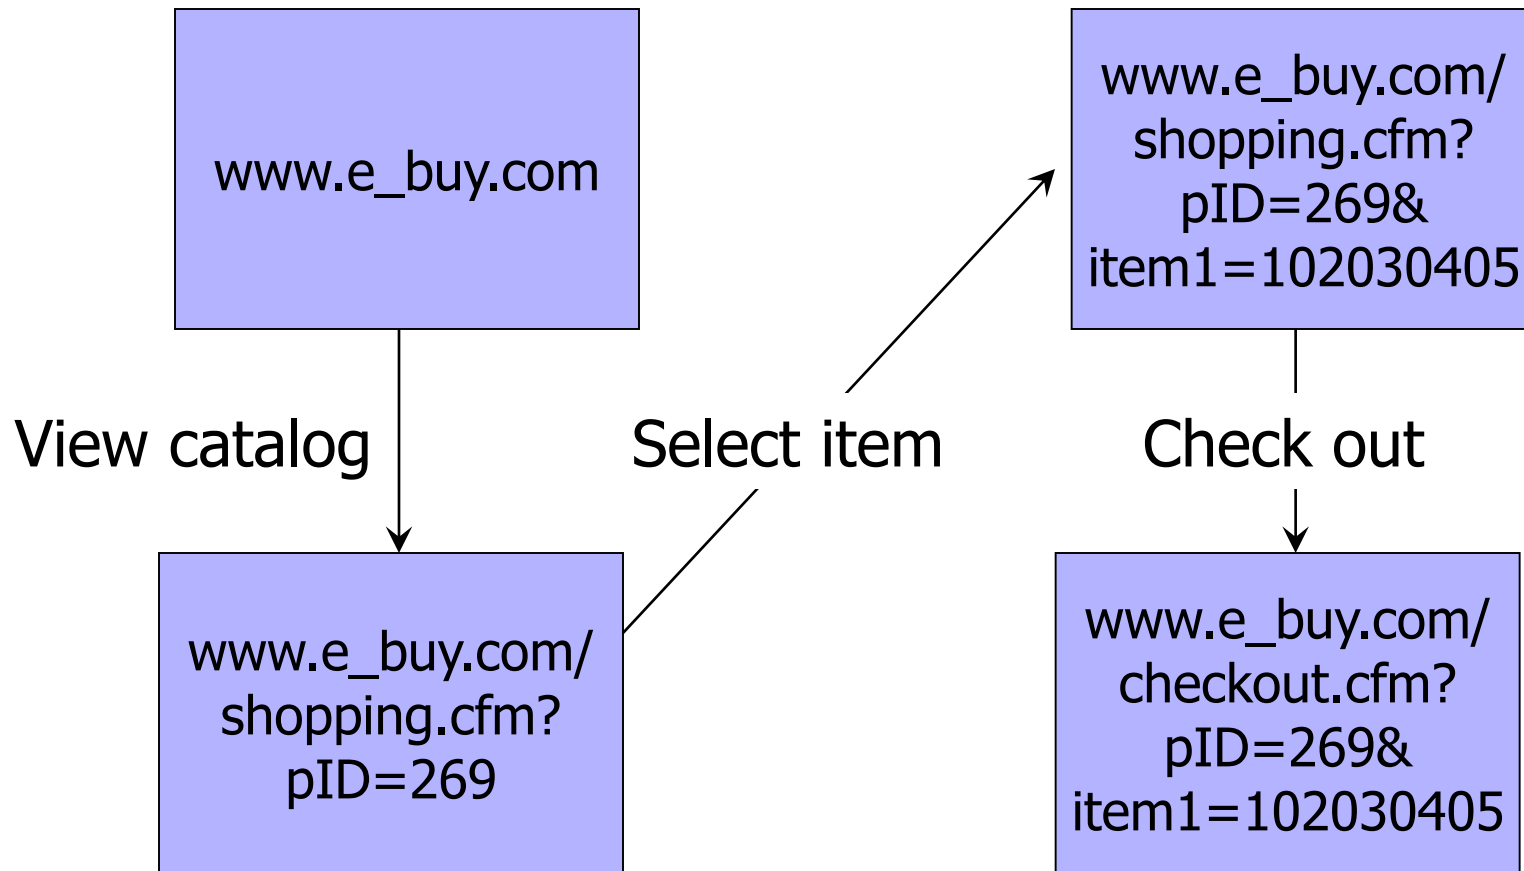 www.e_buy.com
View catalog
www.e_buy.com/
shopping.cfm?
pID=269
Select item
www.e_buy.com/
shopping.cfm?
pID=269&
item1=102030405
Check out
www.e_buy.com/
checkout.cfm?
pID=269&
item1=102030405